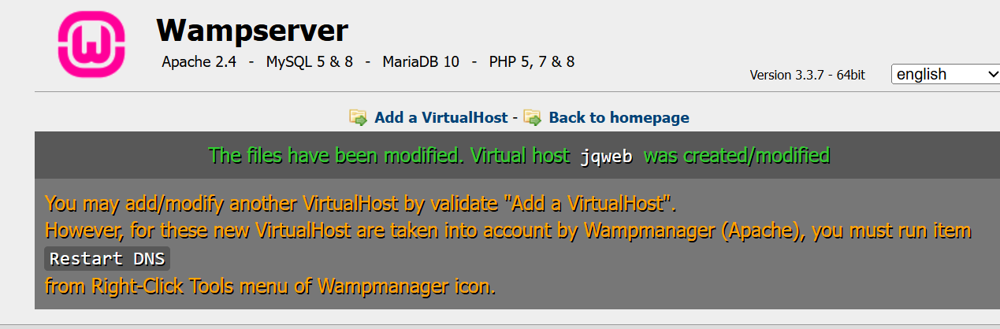 Wampserver
Apache 2.4 - MySQL 5 & 8 - MariaDB 10 - PHP 5, 7 & 8
Version 3.3.7 - 64bit english
Add a VirtualHost - Back to homepage
The files have been modified. Virtual host jqweb was created/modified
You may add/modify another VirtualHost by validate "Add a VirtualHost".
However, for these new VirtualHost are taken into account by Wampmanager (Apache), you must run item
Restart DNS
from Right-Click Tools menu of Wampmanager icon.